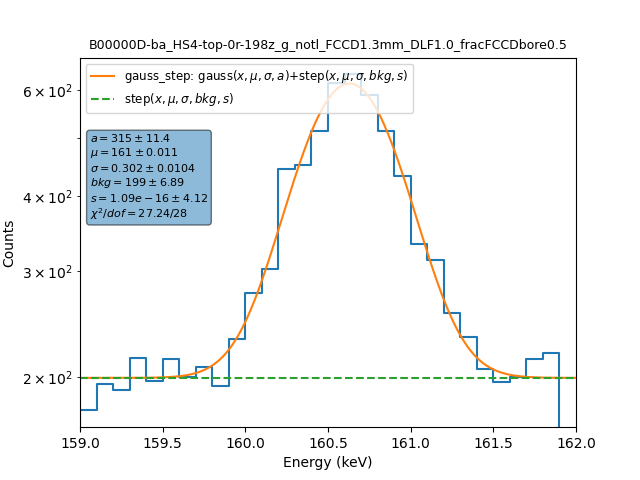 B00000D-ba_HS4-top-0r-198z_g_notl_FCCD1.3mm_DLF1.0_fracFCCDbore0.5
gauss_step: gauss(x, μ, σ, a)+step(x, μ, σ, bkg, s)
step(x, μ, σ, bkg, s)
a = 315 ± 11.4
μ = 161 ± 0.011
σ = 0.302 ± 0.0104
bkg = 199 ± 6.89
s = 1.09e − 16 ± 4.12
χ²/dof = 27.24/28
6 × 10²
4 × 10²
3 × 10²
2 × 10²
Counts
159.0 159.5 160.0 160.5 161.0 161.5 162.0
Energy (keV)